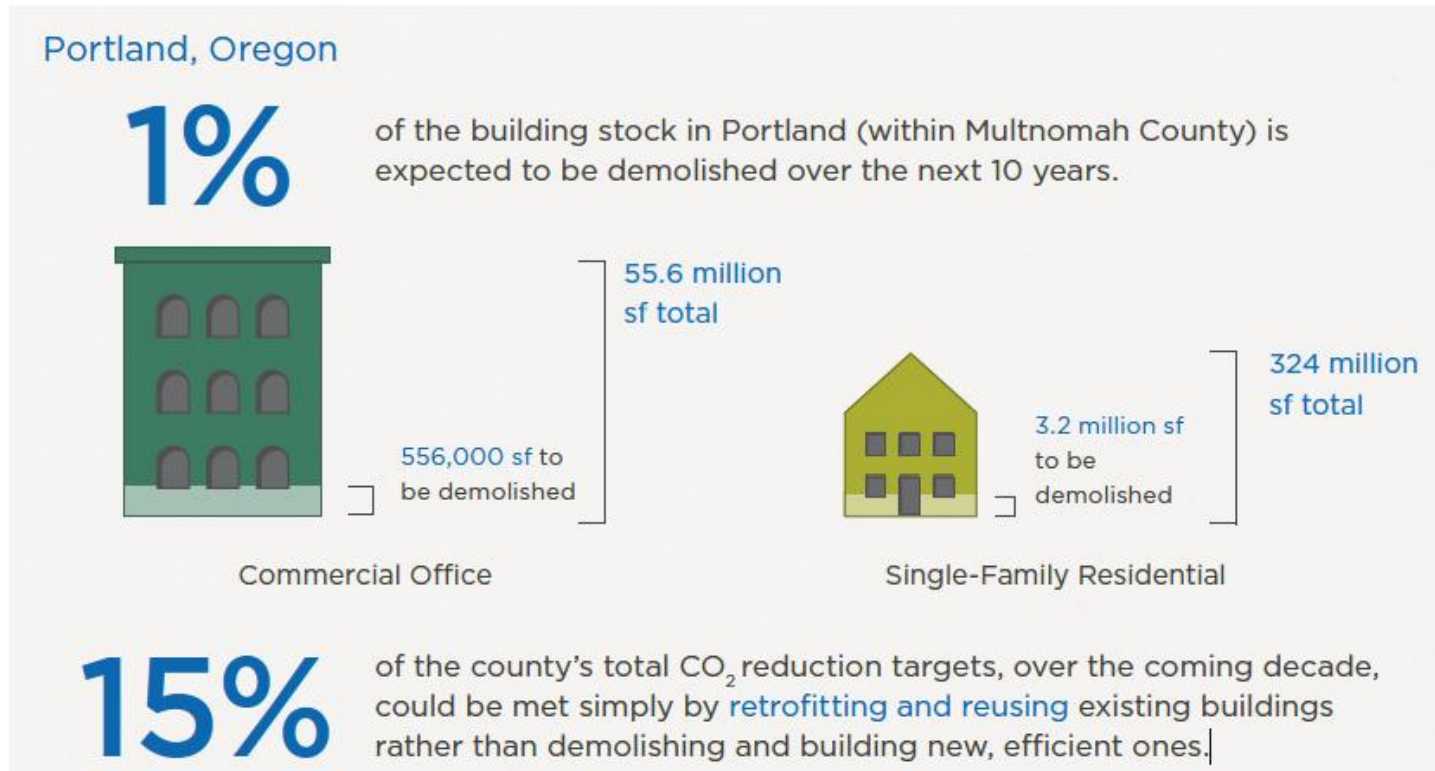 Portland, Oregon
1%
of the building stock in Portland (within Multnomah County) is
expected to be demolished over the next 10 years.
55.6 million
sf total
556,000 sf to
be demolished
Commercial Office
324 million
sf total
3.2 million sf
to be
demolished
Single-Family Residential
15%
of the county’s total CO₂ reduction targets, over the coming decade,
could be met simply by retrofitting and reusing existing buildings
rather than demolishing and building new, efficient ones.